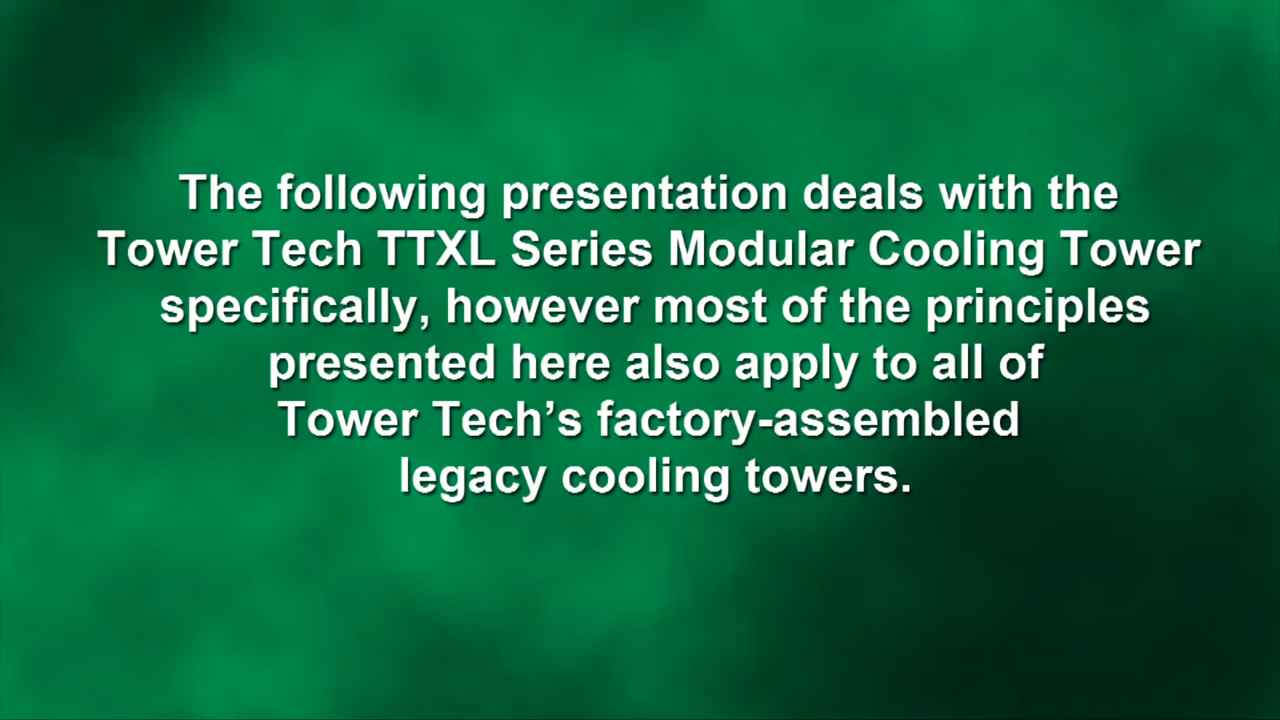 The following presentation deals with the
Tower Tech TTXL Series Modular Cooling Tower
specifically, however most of the principles
presented here also apply to all of
Tower Tech’s factory-assembled
legacy cooling towers.